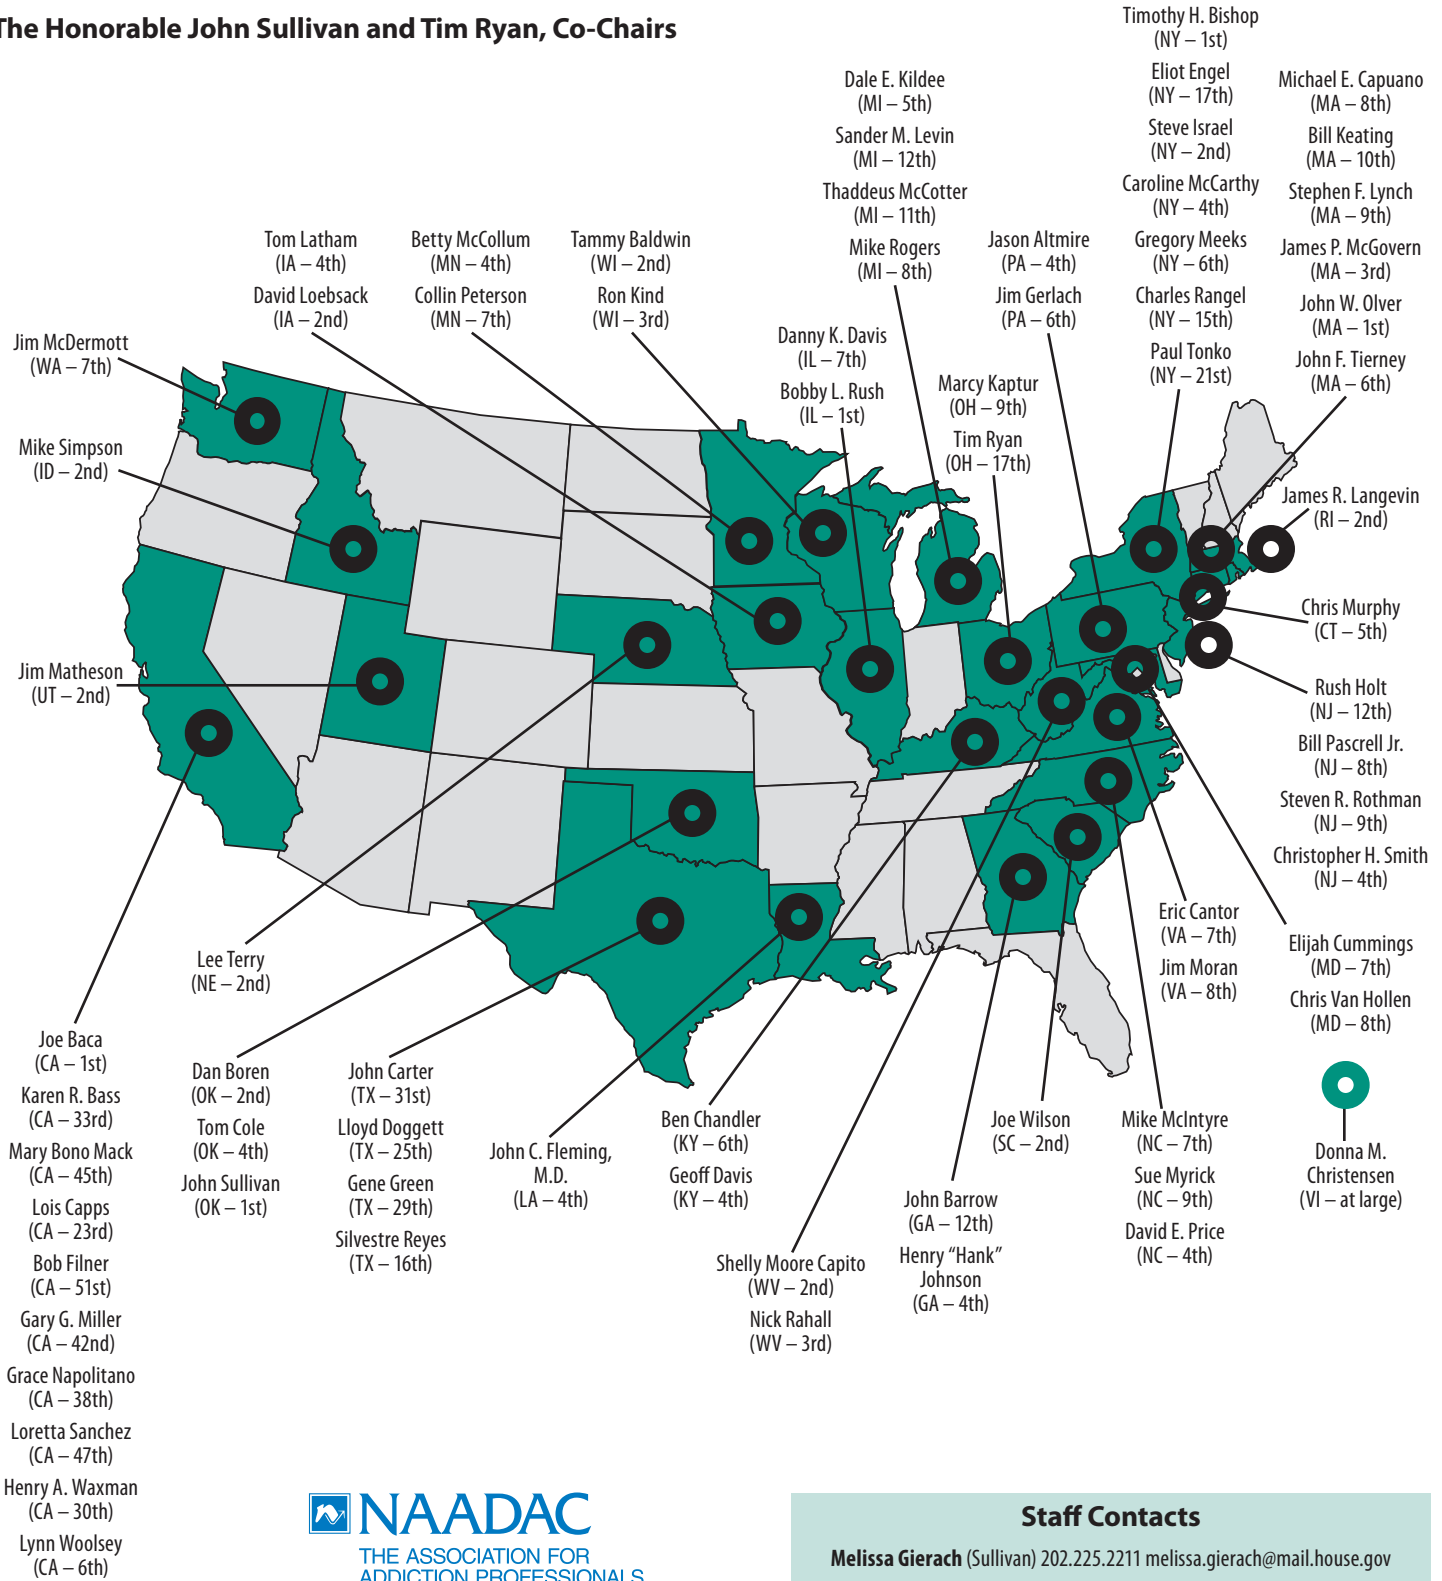 The Honorable John Sullivan and Tim Ryan, Co-Chairs
Timothy H. Bishop
(NY – 1st)
Eliot Engel
(NY – 17th)
Steve Israel
(NY – 2nd)
Caroline McCarthy
(NY – 4th)
Gregory Meeks
(NY – 6th)
Charles Rangel
(NY – 15th)
Paul Tonko
(NY – 21st)
Michael E. Capuano
(MA – 8th)
Bill Keating
(MA – 10th)
Stephen F. Lynch
(MA – 9th)
James P. McGovern
(MA – 3rd)
John W. Olver
(MA – 1st)
John F. Tierney
(MA – 6th)
Dale E. Kildee
(MI – 5th)
Sander M. Levin
(MI – 12th)
Thaddeus McCotter
(MI – 11th)
Mike Rogers
(MI – 8th)
Jason Altmire
(PA – 4th)
Jim Gerlach
(PA – 6th)
Tom Latham
(IA – 4th)
David Loebsack
(IA – 2nd)
Betty McCollum
(MN – 4th)
Collin Peterson
(MN – 7th)
Tammy Baldwin
(WI – 2nd)
Ron Kind
(WI – 3rd)
Danny K. Davis
(IL – 7th)
Bobby L. Rush
(IL – 1st)
Marcy Kaptur
(OH – 9th)
Tim Ryan
(OH – 17th)
Jim McDermott
(WA – 7th)
Mike Simpson
(ID – 2nd)
Jim Matheson
(UT – 2nd)
James R. Langevin
(RI – 2nd)
Chris Murphy
(CT – 5th)
Rush Holt
(NJ – 12th)
Bill Pascrell Jr.
(NJ – 8th)
Steven R. Rothman
(NJ – 9th)
Christopher H. Smith
(NJ – 4th)
Eric Cantor
(VA – 7th)
Jim Moran
(VA – 8th)
Elijah Cummings
(MD – 7th)
Chris Van Hollen
(MD – 8th)
Lee Terry
(NE – 2nd)
Joe Baca
(CA – 1st)
Karen R. Bass
(CA – 33rd)
Mary Bono Mack
(CA – 45th)
Lois Capps
(CA – 23rd)
Bob Filner
(CA – 51st)
Gary G. Miller
(CA – 42nd)
Grace Napolitano
(CA – 38th)
Loretta Sanchez
(CA – 47th)
Henry A. Waxman
(CA – 30th)
Lynn Woolsey
(CA – 6th)
Dan Boren
(OK – 2nd)
Tom Cole
(OK – 4th)
John Sullivan
(OK – 1st)
John Carter
(TX – 31st)
Lloyd Doggett
(TX – 25th)
Gene Green
(TX – 29th)
Silvestre Reyes
(TX – 16th)
John C. Fleming,
M.D.
(LA – 4th)
Ben Chandler
(KY – 6th)
Geoff Davis
(KY – 4th)
Shelly Moore Capito
(WV – 2nd)
Nick Rahall
(WV – 3rd)
John Barrow
(GA – 12th)
Henry “Hank”
Johnson
(GA – 4th)
Joe Wilson
(SC – 2nd)
Mike McIntyre
(NC – 7th)
Sue Myrick
(NC – 9th)
David E. Price
(NC – 4th)
Donna M.
Christensen
(VI – at large)
NAADAC
THE ASSOCIATION FOR
ADDICTION PROFESSIONALS
Staff Contacts
Melissa Gierach (Sullivan) 202.225.2211 melissa.gierach@mail.house.gov